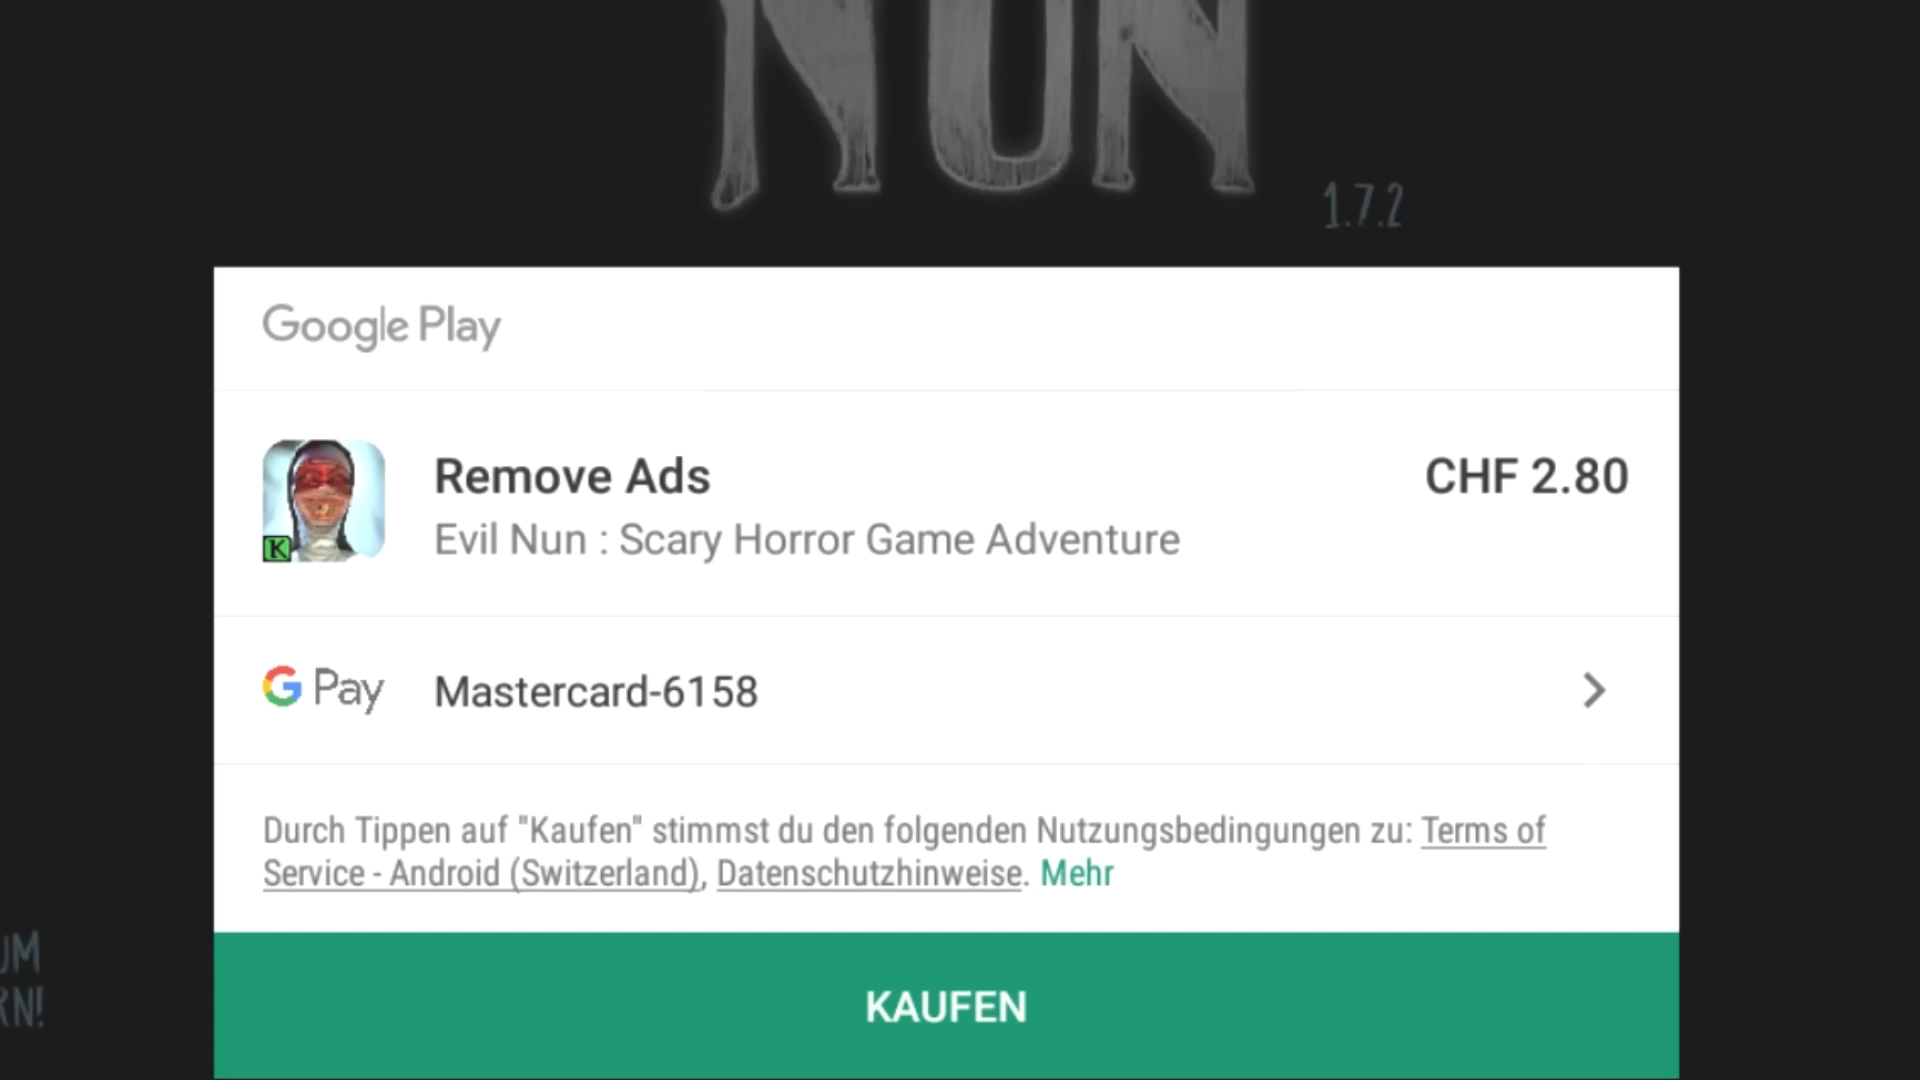 NUN
1.7.2
Google Play
Remove Ads
CHF 2.80
Evil Nun : Scary Horror Game Adventure
K
G Pay
Mastercard-6158
Durch Tippen auf "Kaufen" stimmst du den folgenden Nutzungsbedingungen zu: Terms of
Service - Android (Switzerland), Datenschutzhinweise. Mehr
KAUFEN